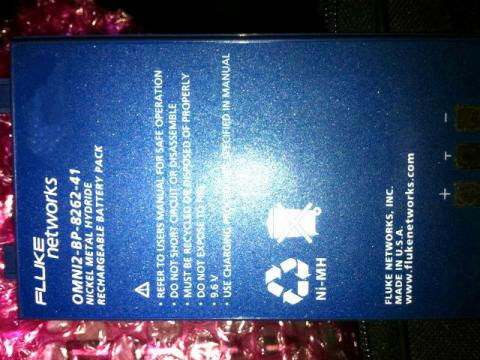 FLUKE
networks
OMNI2-BP-8262-41
NICKEL METAL HYDRIDE
RECHARGEABLE BATTERY PACK
• REFER TO USERS MANUAL FOR SAFE OPERATION
• DO NOT SHORT CIRCUIT OR DISASSEMBLE
• MUST BE RECYCLED OR DISPOSED OF PROPERLY
• DO NOT EXPOSE TO FIRE
• 9.6 V
• USE CHARGING SPECIFIED IN MANUAL
Ni-MH
FLUKE NETWORKS, INC.
MADE IN U.S.A.
www.flukenetworks.com
+ T −